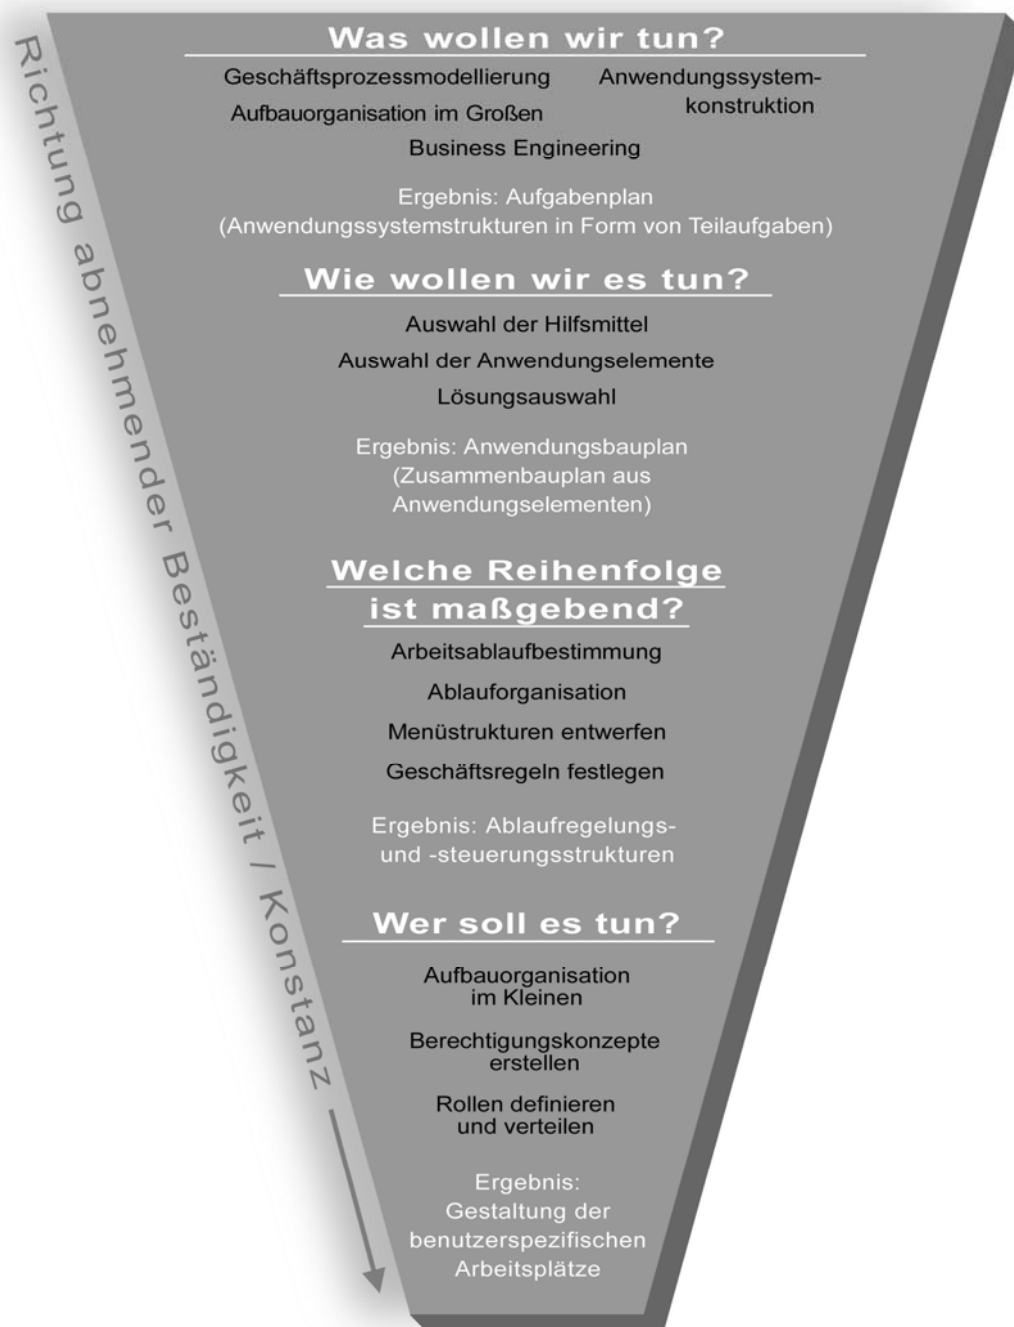 Richtung abnehmender Beständigkeit / Konstanz
Was wollen wir tun?
Geschäftsprozessmodellierung
Anwendungssystem-
konstruktion
Aufbauorganisation im Großen
Business Engineering
Ergebnis: Aufgabenplan
(Anwendungssystemstrukturen in Form von Teilaufgaben)
Wie wollen wir es tun?
Auswahl der Hilfsmittel
Auswahl der Anwendungselemente
Lösungsauswahl
Ergebnis: Anwendungsbauplan
(Zusammenbauplan aus
Anwendungselementen)
Welche Reihenfolge
ist maßgebend?
Arbeitsablaufbestimmung
Ablauforganisation
Menüstrukturen entwerfen
Geschäftsregeln festlegen
Ergebnis: Ablaufregelungs-
und -steuerungsstrukturen
Wer soll es tun?
Aufbauorganisation
im Kleinen
Berechtigungskonzepte
erstellen
Rollen definieren
und verteilen
Ergebnis:
Gestaltung der
benutzerspezifischen
Arbeitsplätze